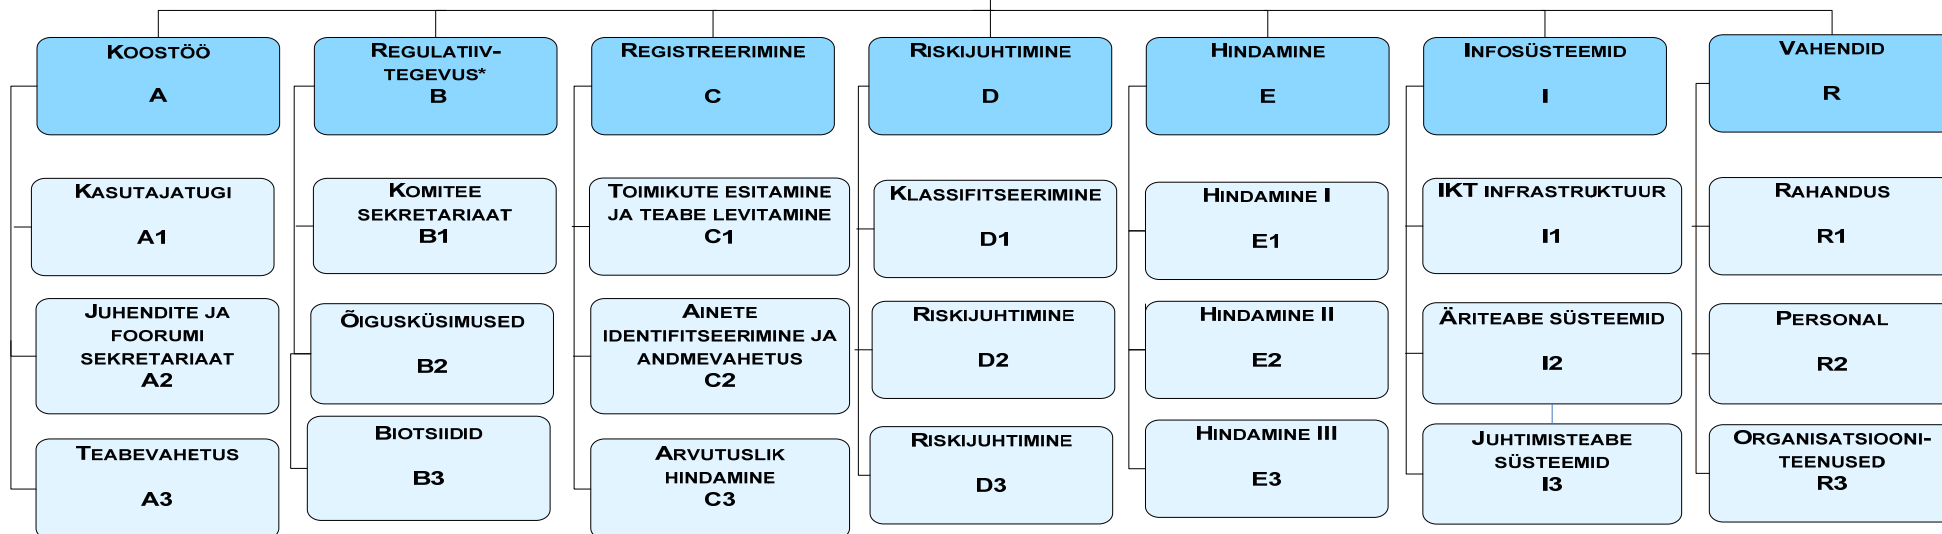 KOOSTÖÖ
A
REGULATIIV-
TEGEVUS*
B
REGISTREERIMINE
C
RISKIJUHTIMINE
D
HINDAMINE
E
INFOSÜSTEEMID
I
VAHENDID
R
KASUTAJATUGI
A1
KOMITEE
SEKRETARIAAT
B1
TOIMIKUTE ESITAMINE
JA TEABE LEVITAMINE
C1
KLASSIFITSEERIMINE
D1
HINDAMINE I
E1
IKT INFRASTRUKTUUR
I1
RAHANDUS
R1
JUHENDITE JA
FOORUMI
SEKRETARIAAT
A2
ÕIGUSKÜSIMUSED
B2
AINETE
IDENTIFITSEERIMINE JA
ANDMEVAHETUS
C2
RISKIJUHTIMINE
D2
HINDAMINE II
E2
ÄRITEABE SÜSTEEMID
I2
PERSONAL
R2
TEABEVAHETUS
A3
BIOTSIIDID
B3
ARVUTUSLIK
HINDAMINE
C3
RISKIJUHTIMINE
D3
HINDAMINE III
E3
JUHTIMISTEABE
SÜSTEEMID
I3
ORGANISATSIOONI-
TEENUSED
R3